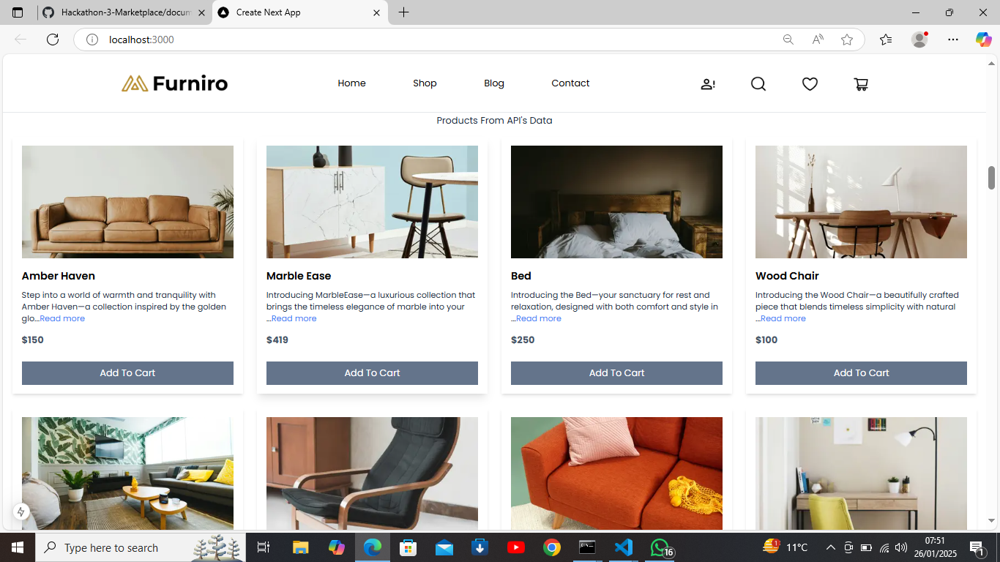 Hackathon-3-Marketplace/docum
Create Next App
localhost:3000
Furniro
Home
Shop
Blog
Contact
Products From API's Data
Amber Haven
Step into a world of warmth and tranquility with
Amber Haven—a collection inspired by the golden
glo...Read more
$150
Add To Cart
Marble Ease
Introducing MarbleEase—a luxurious collection that
brings the timeless elegance of marble into your
...Read more
$419
Add To Cart
Bed
Introducing the Bed—your sanctuary for rest and
relaxation, designed with both comfort and style in
...Read more
$250
Add To Cart
Wood Chair
Introducing the Wood Chair—a beautifully crafted
piece that blends timeless simplicity with natural
...Read more
$100
Add To Cart
Type here to search
16
1
11°C
07:51
26/01/2025
1